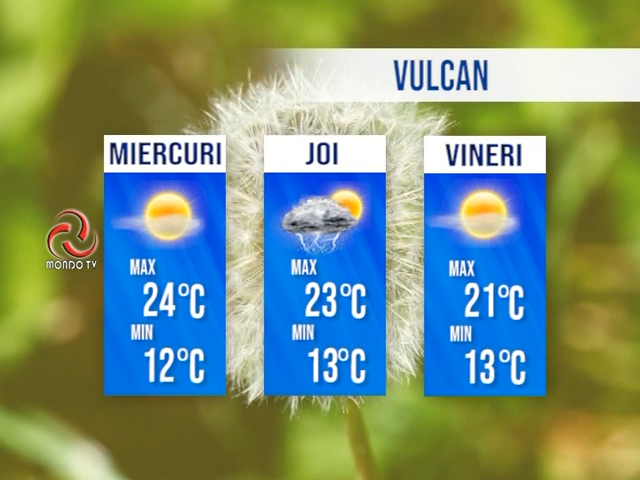 VULCAN
MIERCURI
MAX
24°C
MIN
12°C
JOI
MAX
23°C
MIN
13°C
VINERI
MAX
21°C
MIN
13°C
MONDO TV